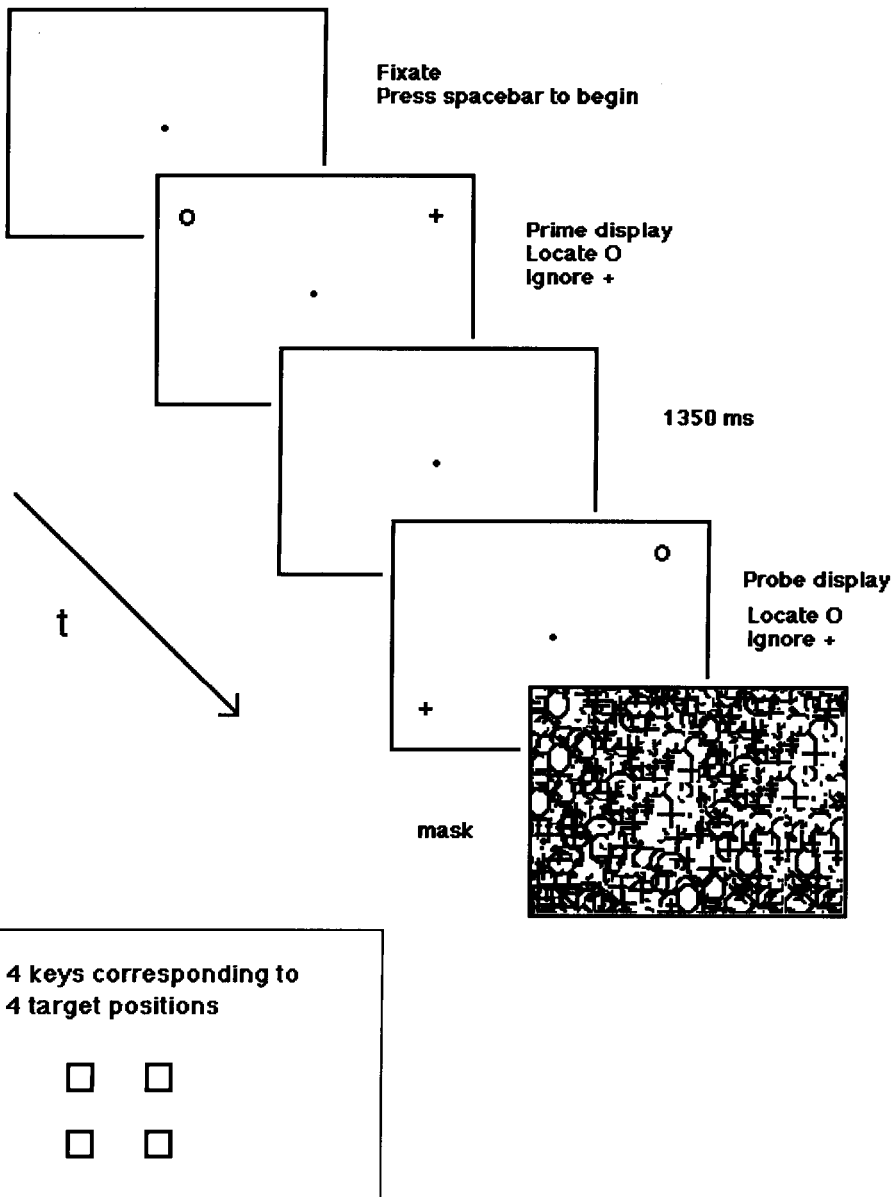 Fixate
Press spacebar to begin
O +
Prime display
Locate O
Ignore +
1350 ms
O
Probe display
Locate O
Ignore +
t
+
mask
4 keys corresponding to
4 target positions